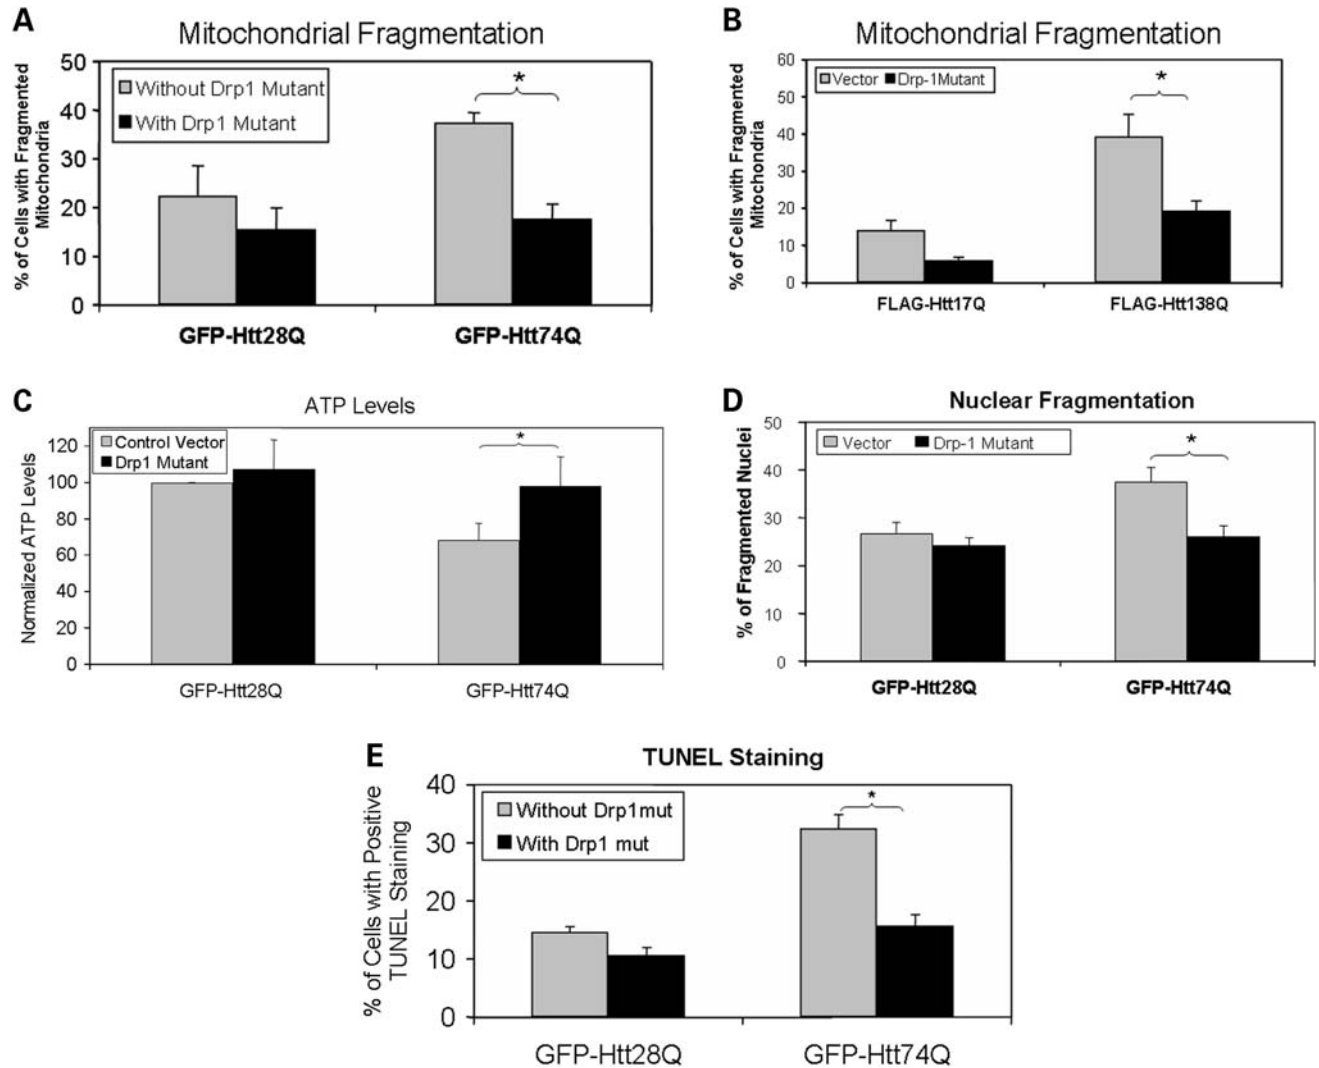 A
Mitochondrial Fragmentation
% of Cells with Fragmented
Mitochondria
50
40
30
20
10
0
Without Drp1 Mutant
With Drp1 Mutant
*
GFP-Htt28Q
GFP-Htt74Q
B
Mitochondrial Fragmentation
% of Cells with Fragmented
Mitochondria
60
50
40
30
20
10
0
Vector Drp-1Mutant
*
FLAG-Htt17Q
FLAG-Htt138Q
C
ATP Levels
Normalized ATP Levels
120
100
80
60
40
20
0
Control Vector
Drp1 Mutant
*
GFP-Htt28Q
GFP-Htt74Q
D
Nuclear Fragmentation
% of Fragmented Nuclei
50
40
30
20
10
0
Vector Drp-1 Mutant
*
GFP-Htt28Q
GFP-Htt74Q
E
TUNEL Staining
% of Cells with Positive
TUNEL Staining
40
30
20
10
0
Without Drp1mut
With Drp1 mut
*
GFP-Htt28Q
GFP-Htt74Q